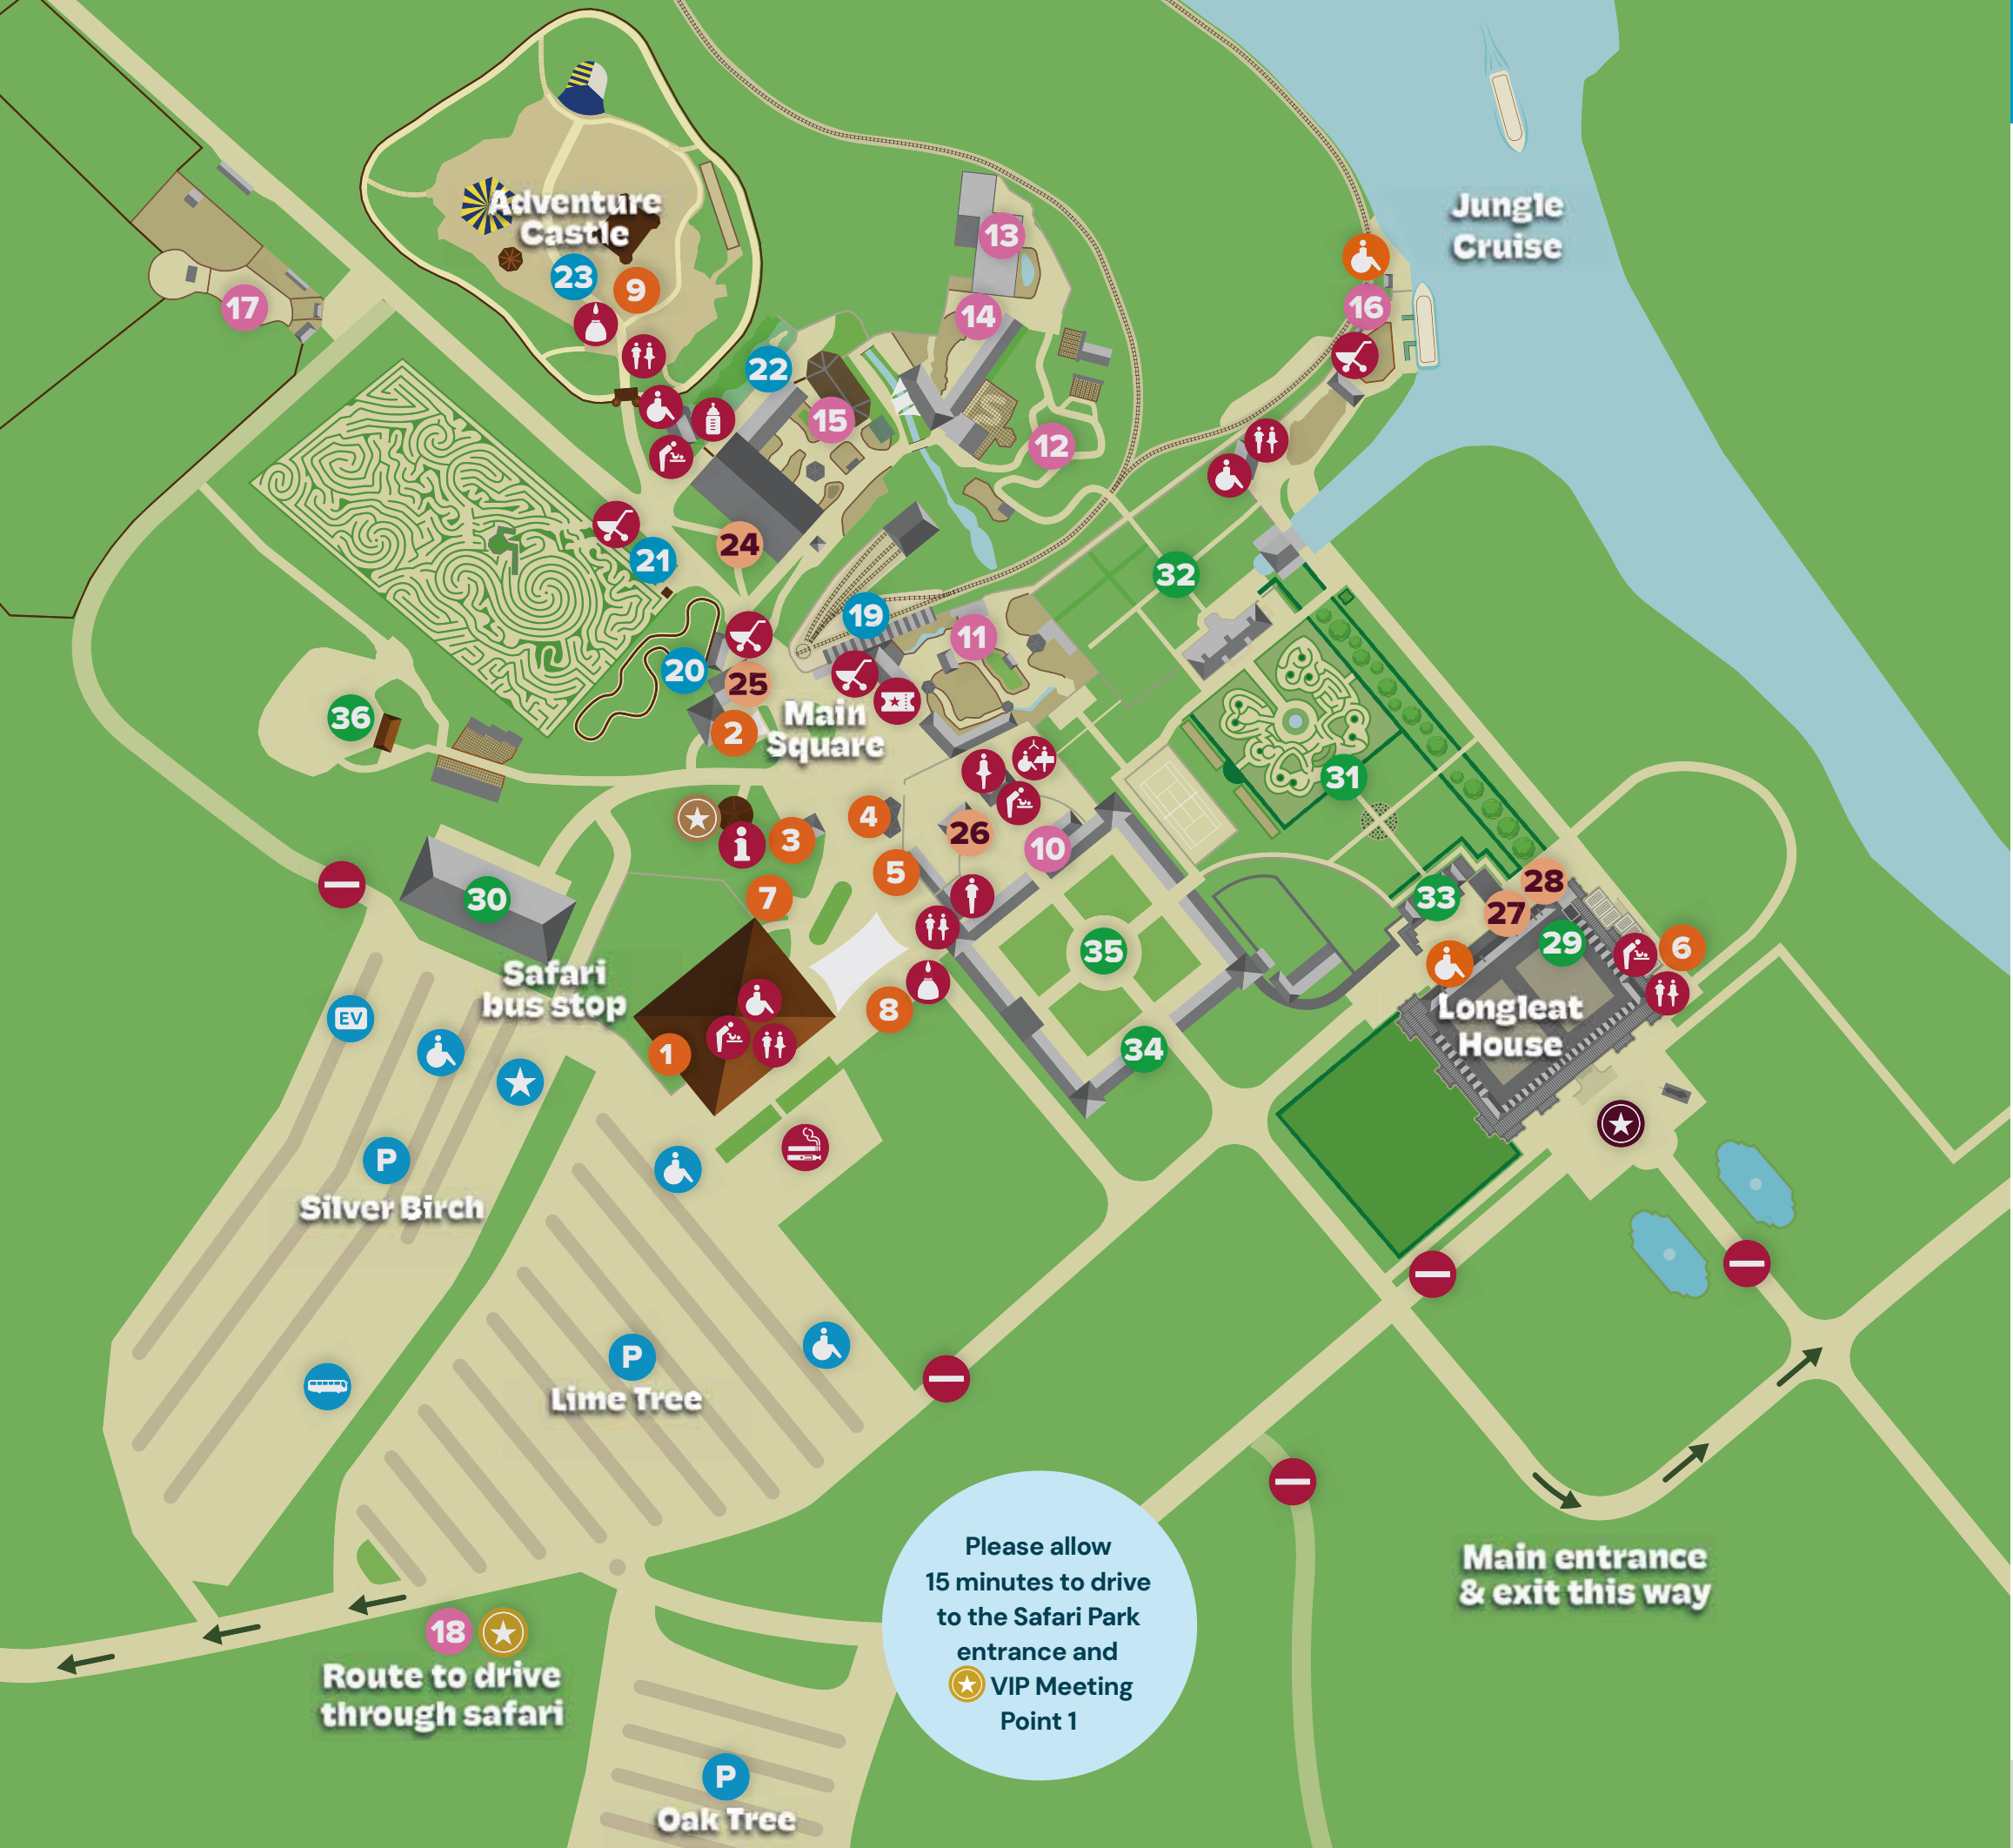 Adventure
Castle
Jungle
Cruise
13
23
9
17
14
16
22
15
12
21
24
32
19
11
20
25
36
2
Main
Square
31
4
26
3
10
5
28
30
7
33
27
35
29
6
Safari
bus stop
8
Longleat
House
EV
1
34
P
Silver Birch
P
Lime Tree
Please allow
15 minutes to drive
to the Safari Park
entrance and
VIP Meeting
Point 1
Main entrance
& exit this way
18
Route to drive
through safari
P
Oak Tree